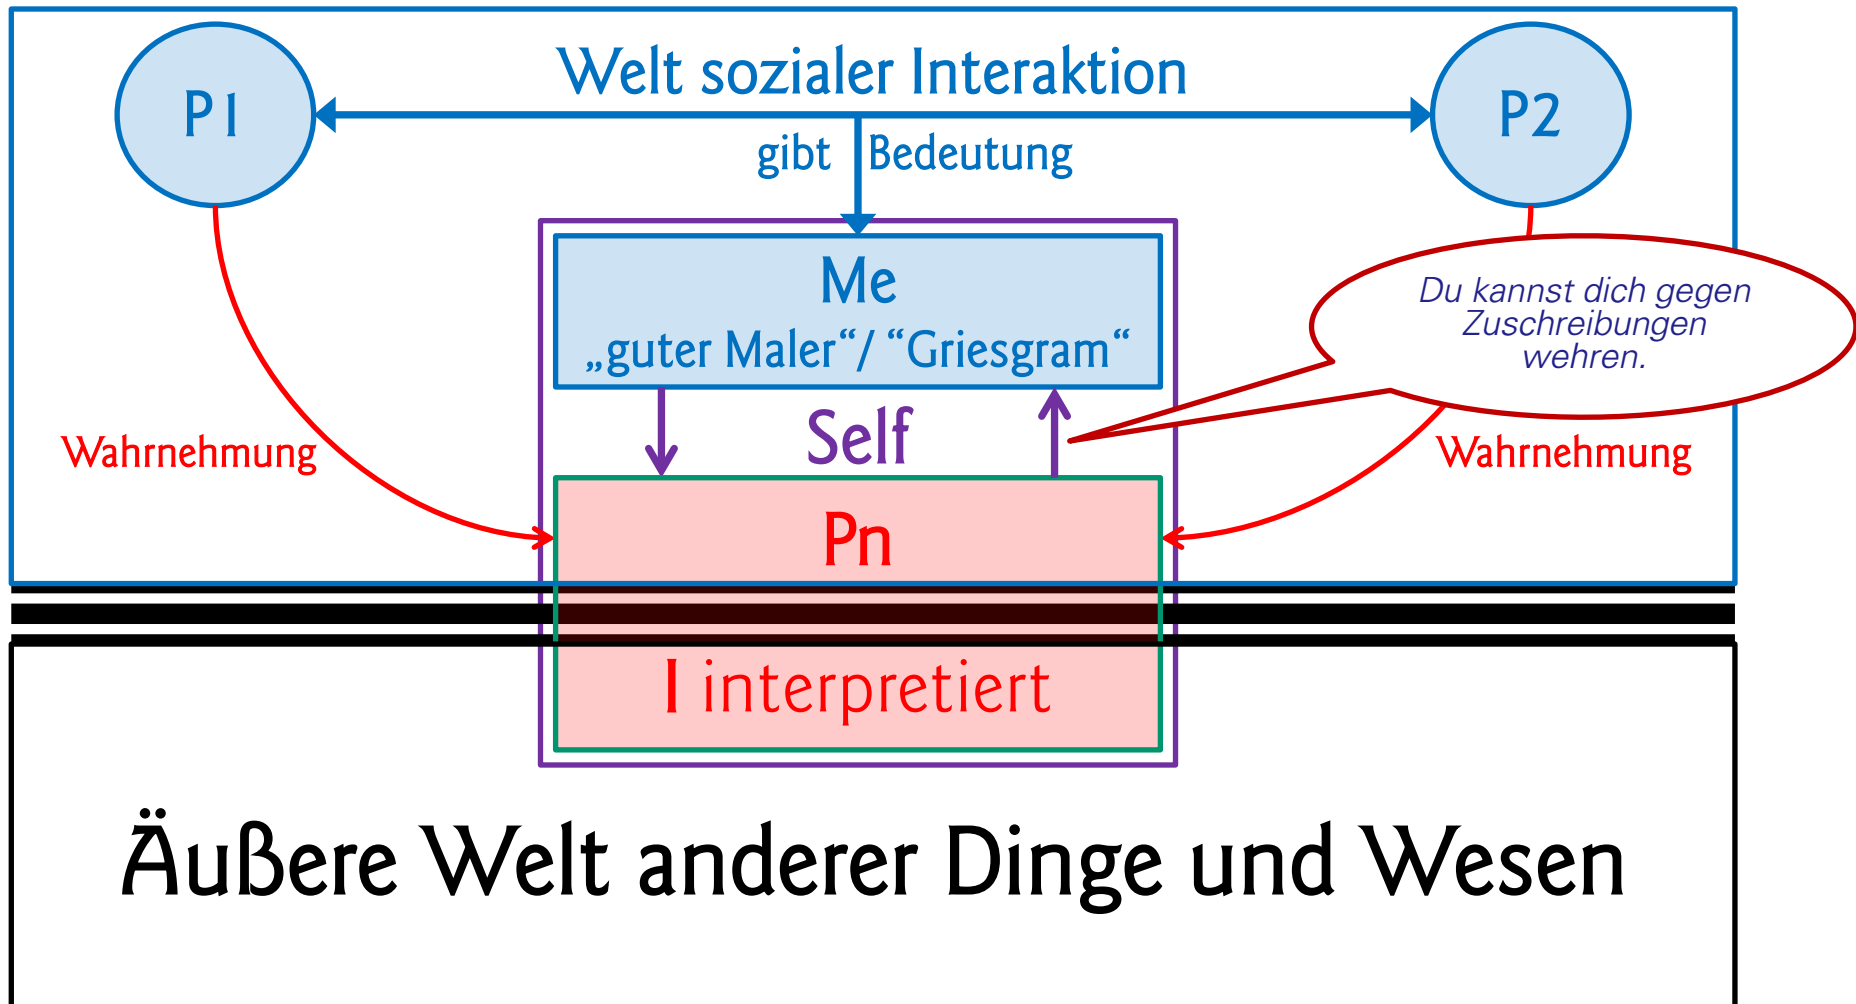 Welt sozialer Interaktion
P1
P2
gibt Bedeutung
Me
„guter Maler“/ “Griesgram“
Du kannst dich gegen
Zuschreibungen
wehren.
Self
Wahrnehmung
Wahrnehmung
Pn
I interpretiert
Äußere Welt anderer Dinge und Wesen